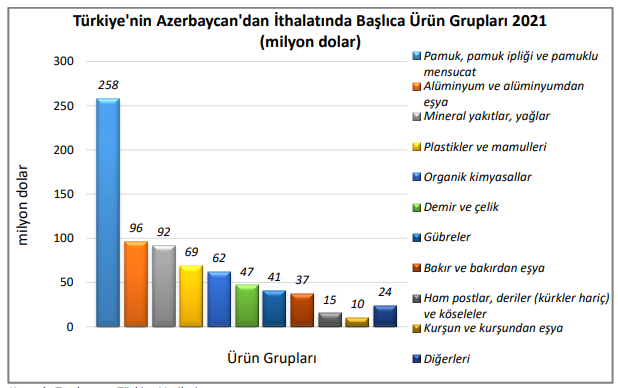 Türkiye'nin Azerbaycan'dan İthalatında Başlıca Ürün Grupları 2021
(milyon dolar)
milyon dolar
300
250
200
150
100
50
0
258
96
92
69
62
47
41
37
15
10
24
Ürün Grupları
Pamuk, pamuk ipliği ve pamuklu
mensucat
Alüminyum ve alüminyumdan
eşya
Mineral yakıtlar, yağlar
Plastikler ve mamulleri
Organik kimyasallar
Demir ve çelik
Gübreler
Bakır ve bakırdan eşya
Ham postlar, deriler (kürkler hariç)
ve köseleler
Kurşun ve kurşundan eşya
Diğerleri